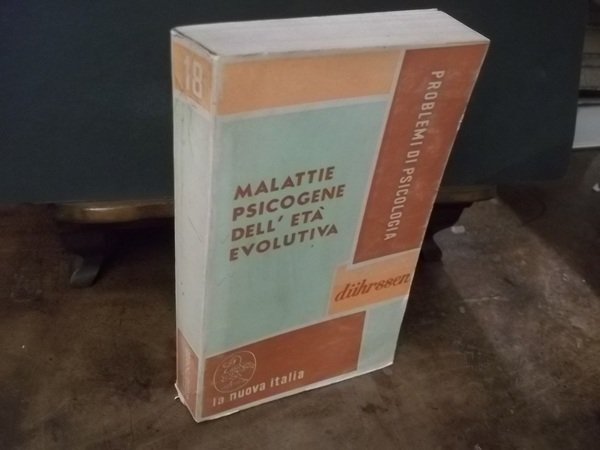 18
PROBLEMI DI PSICOLOGIA
MALATTIE
PSICOGENE
DELL' ETÀ
EVOLUTIVA
dührssen
la nuova italia